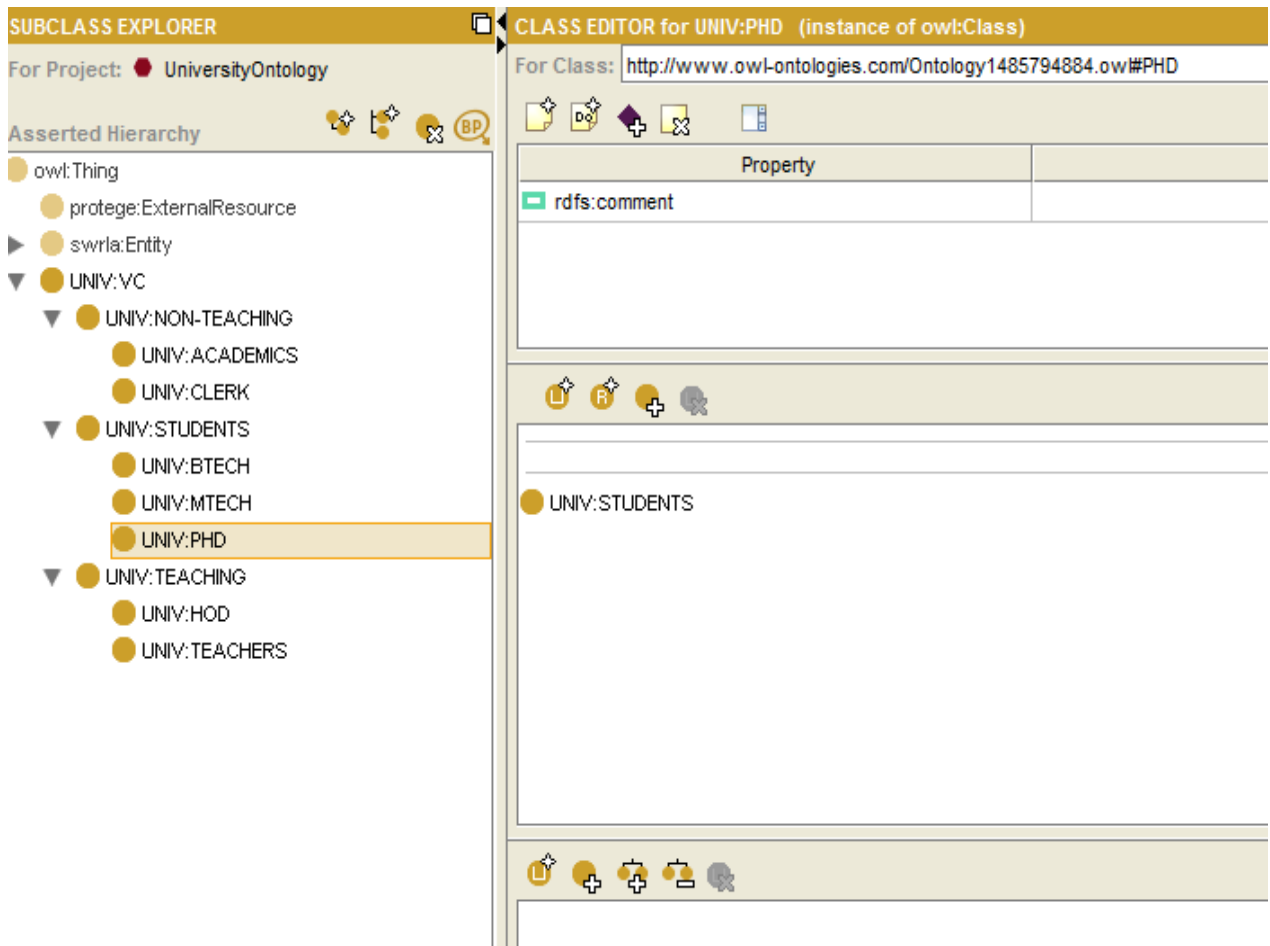 SUBCLASS EXPLORER
For Project: UniversityOntology
Asserted Hierarchy
BP
owl:Thing
protege:ExternalResource
swrla:Entity
UNIV:VC
UNIV:NON-TEACHING
UNIV:ACADEMICS
UNIV:CLERK
UNIV:STUDENTS
UNIV:BTECH
UNIV:MTECH
UNIV:PHD
UNIV:TEACHING
UNIV:HOD
UNIV:TEACHERS
CLASS EDITOR for UNIV:PHD (instance of owl:Class)
For Class: http://www.owl-ontologies.com/Ontology1485794884.owl#PHD
Property
rdfs:comment
R
UNIV:STUDENTS